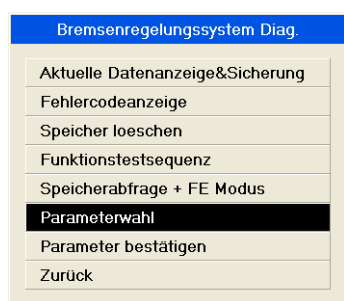 Bremsenregelungssystem Diag.
Aktuelle Datenanzeige&Sicherung
Fehlercodeanzeige
Speicher loeschen
Funktionstestsequenz
Speicherabfrage + FE Modus
Parameterwahl
Parameter bestätigen
Zurück